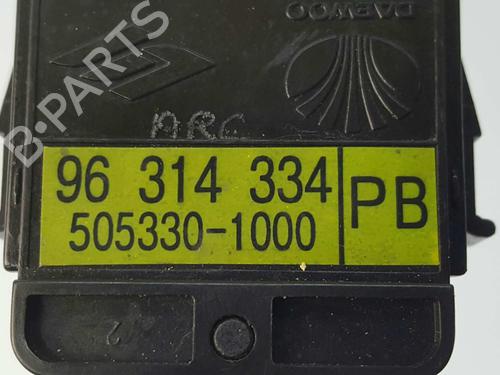 B-PARTS
DAEWOO
ARC
96 314 334
PB
505330-1000